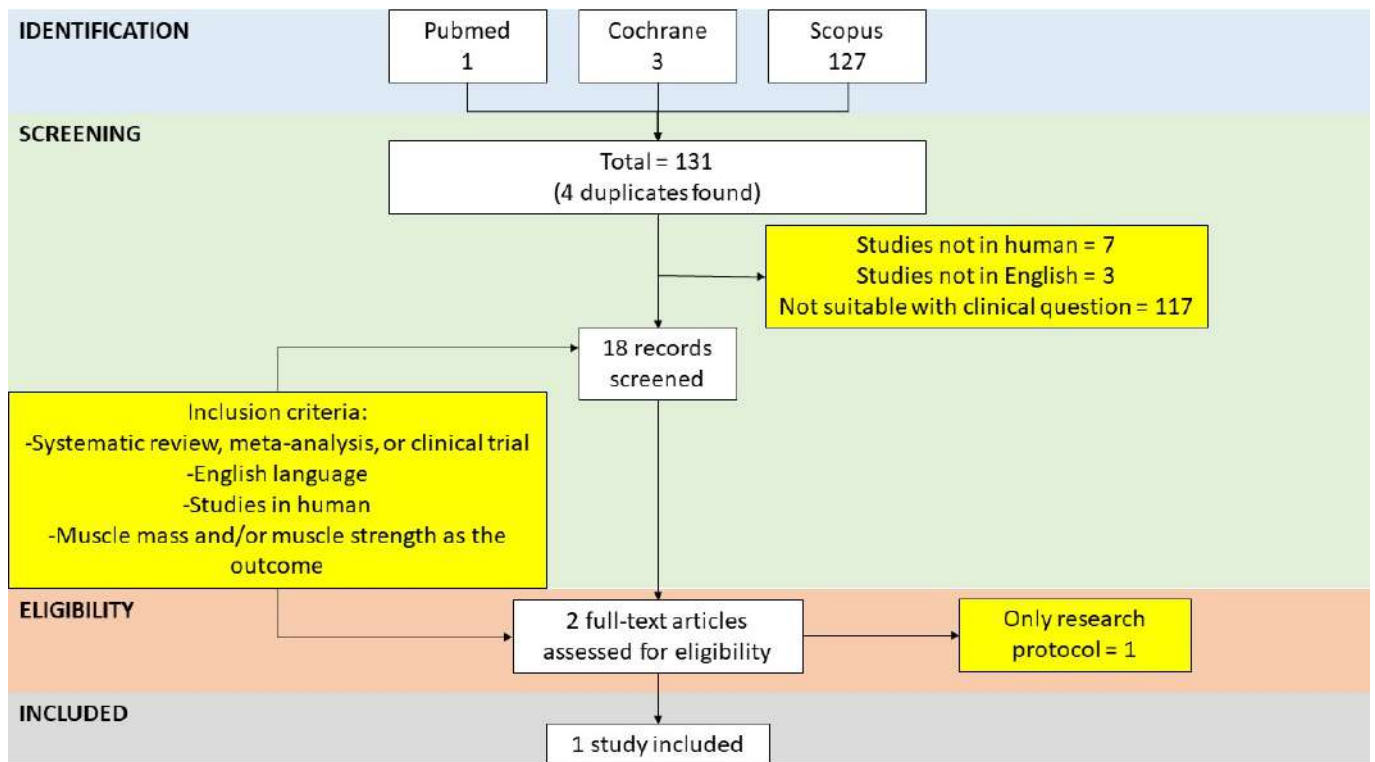 IDENTIFICATION
Pubmed
1
Cochrane
3
Scopus
127
SCREENING
Total = 131
(4 duplicates found)
Studies not in human = 7
Studies not in English = 3
Not suitable with clinical question = 117
18 records
screened
Inclusion criteria:
-Systematic review, meta-analysis, or clinical trial
-English language
-Studies in human
-Muscle mass and/or muscle strength as the
outcome
ELIGIBILITY
2 full-text articles
assessed for eligibility
Only research
protocol = 1
INCLUDED
1 study included